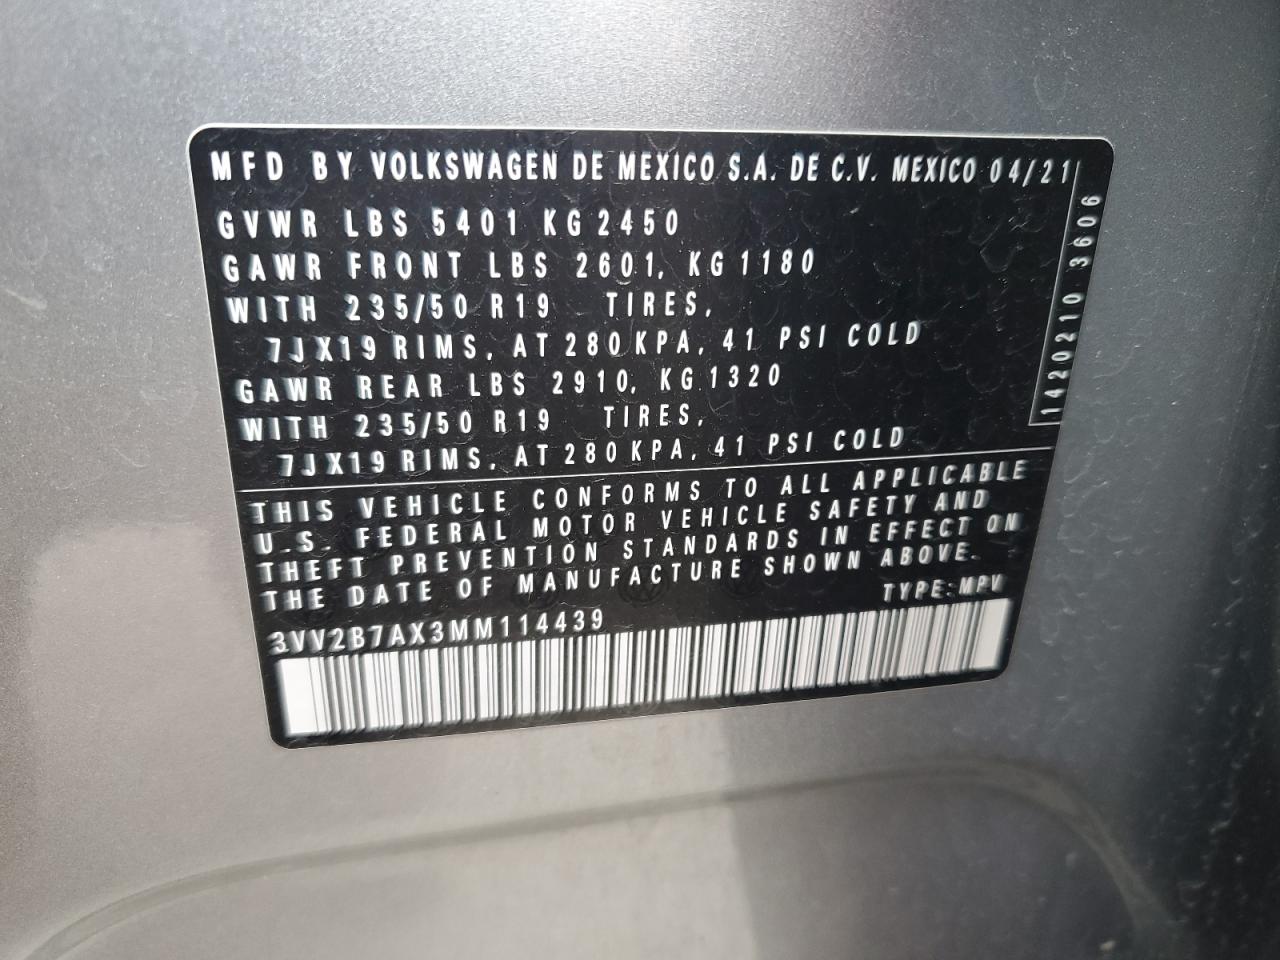 MFD BY VOLKSWAGEN DE MEXICO S.A. DE C.V. MEXICO 04/21
GVWR LBS 5401 KG 2450
GAWR FRONT LBS 2601, KG 1180
WITH 235/50 R19 TIRES,
7JX19 RIMS, AT 280 KPA, 41 PSI COLD
GAWR REAR LBS 2910, KG 1320
WITH 235/50 R19 TIRES,
7JX19 RIMS, AT 280 KPA, 41 PSI COLD
1420210 3606
THIS VEHICLE CONFORMS TO ALL APPLICABLE
U.S. FEDERAL MOTOR VEHICLE SAFETY AND
THEFT PREVENTION STANDARDS IN EFFECT ON
THE DATE OF MANUFACTURE SHOWN ABOVE.
TYPE: MPV
3VV2B7AX3MM114439